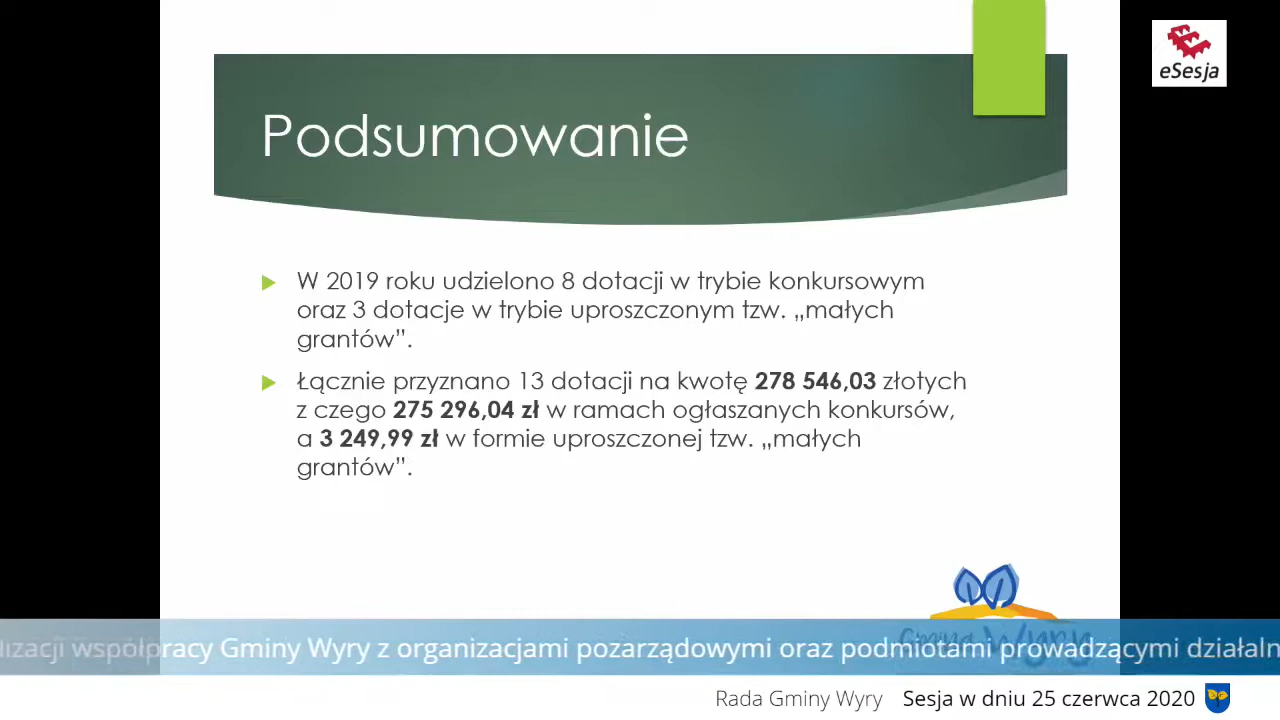 eSesja
Podsumowanie
W 2019 roku udzielono 8 dotacji w trybie konkursowym
oraz 3 dotacje w trybie uproszczonym tzw. „małych
grantów”.
Łącznie przyznano 13 dotacji na kwotę 278 546,03 złotych
z czego 275 296,04 zł w ramach ogłaszanych konkursów,
a 3 249,99 zł w formie uproszczonej tzw. „małych
grantów”.
Gmina Wyry
lizacji współpracy Gminy Wyry z organizacjami pozarządowymi oraz podmiotami prowadzącymi działaln
Rada Gminy Wyry Sesja w dniu 25 czerwca 2020